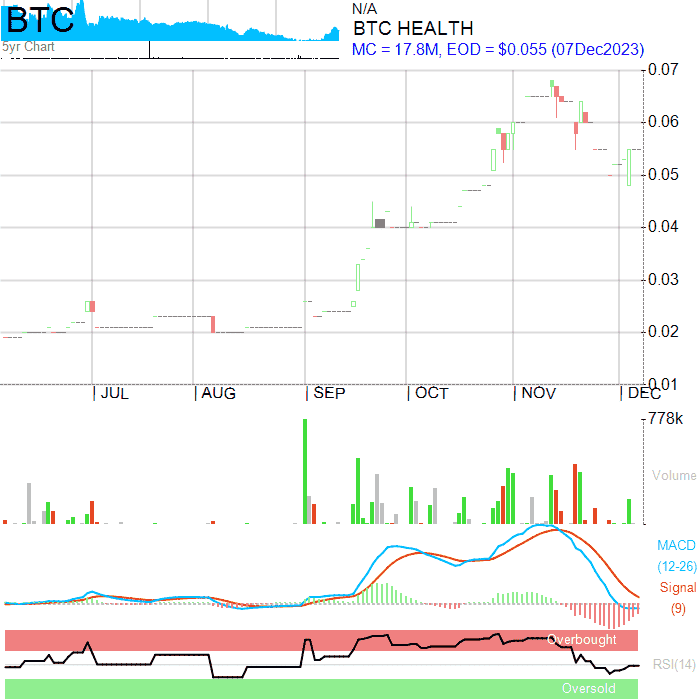 BTC
5yr Chart
N/A
BTC HEALTH
MC = 17.8M, EOD = $0.055 (07Dec2023)
0.07
0.06
0.05
0.04
0.03
0.02
0.01
JUL AUG SEP OCT NOV DEC
778k
Volume
MACD
(12-26)
Signal
(9)
Overbought
RSI(14)
Oversold